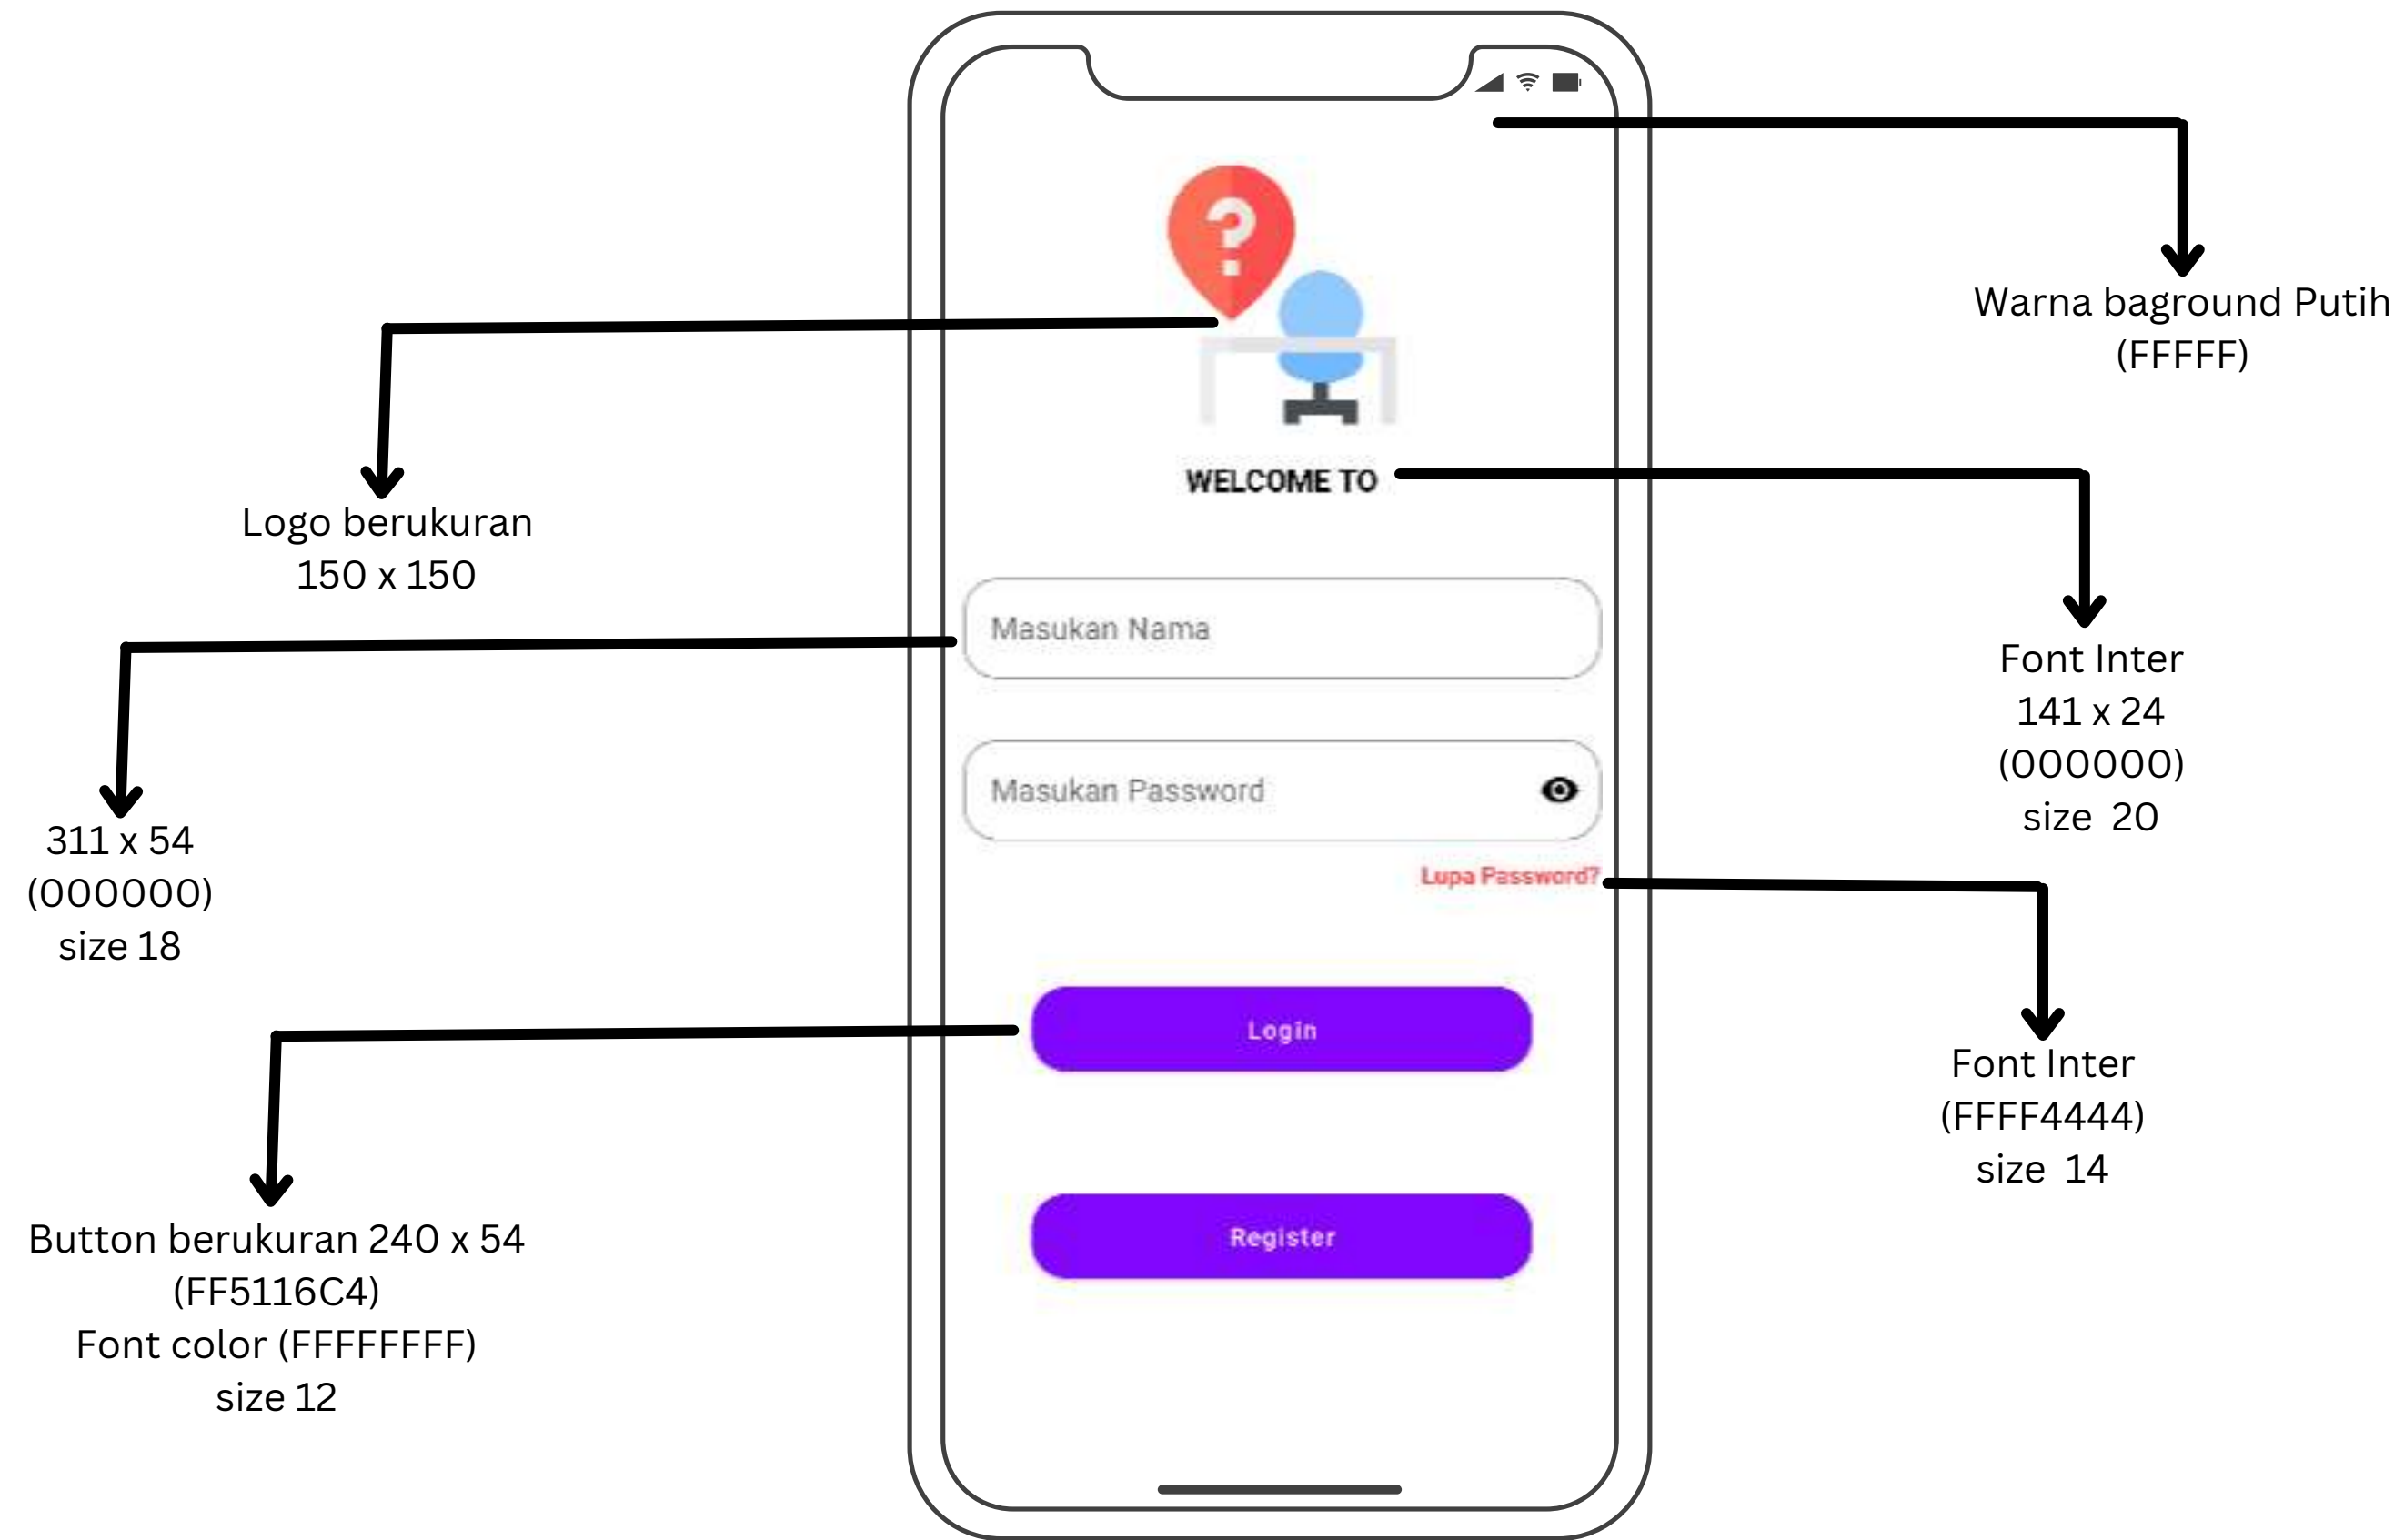 ?
Warna baground Putih
(FFFFF)
WELCOME TO
Logo berukuran
150 x 150
Masukan Nama
Font Inter
141 x 24
(000000)
size 20
Masukan Password
311 x 54
(000000)
size 18
Lupa Password?
Login
Font Inter
(FFFF4444)
size 14
Register
Button berukuran 240 x 54
(FF5116C4)
Font color (FFFFFFFF)
size 12